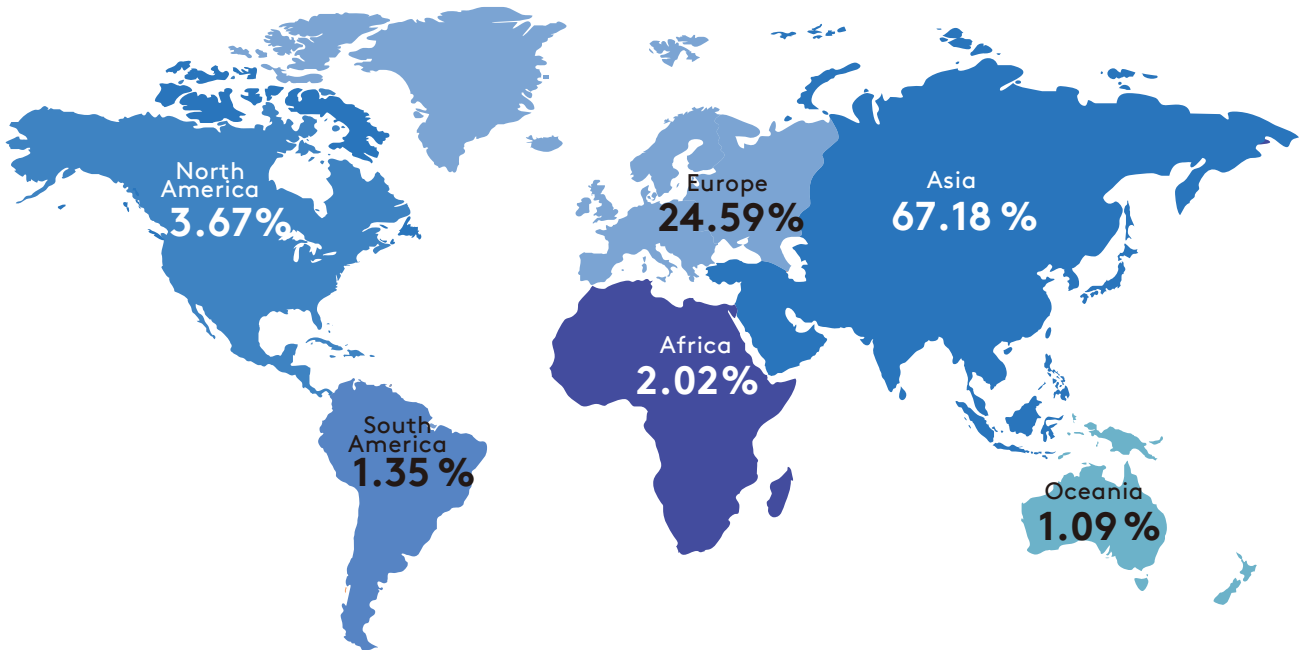 North
America
3.67%
Europe
24.59%
Asia
67.18 %
Africa
2.02%
South
America
1.35 %
Oceania
1.09 %